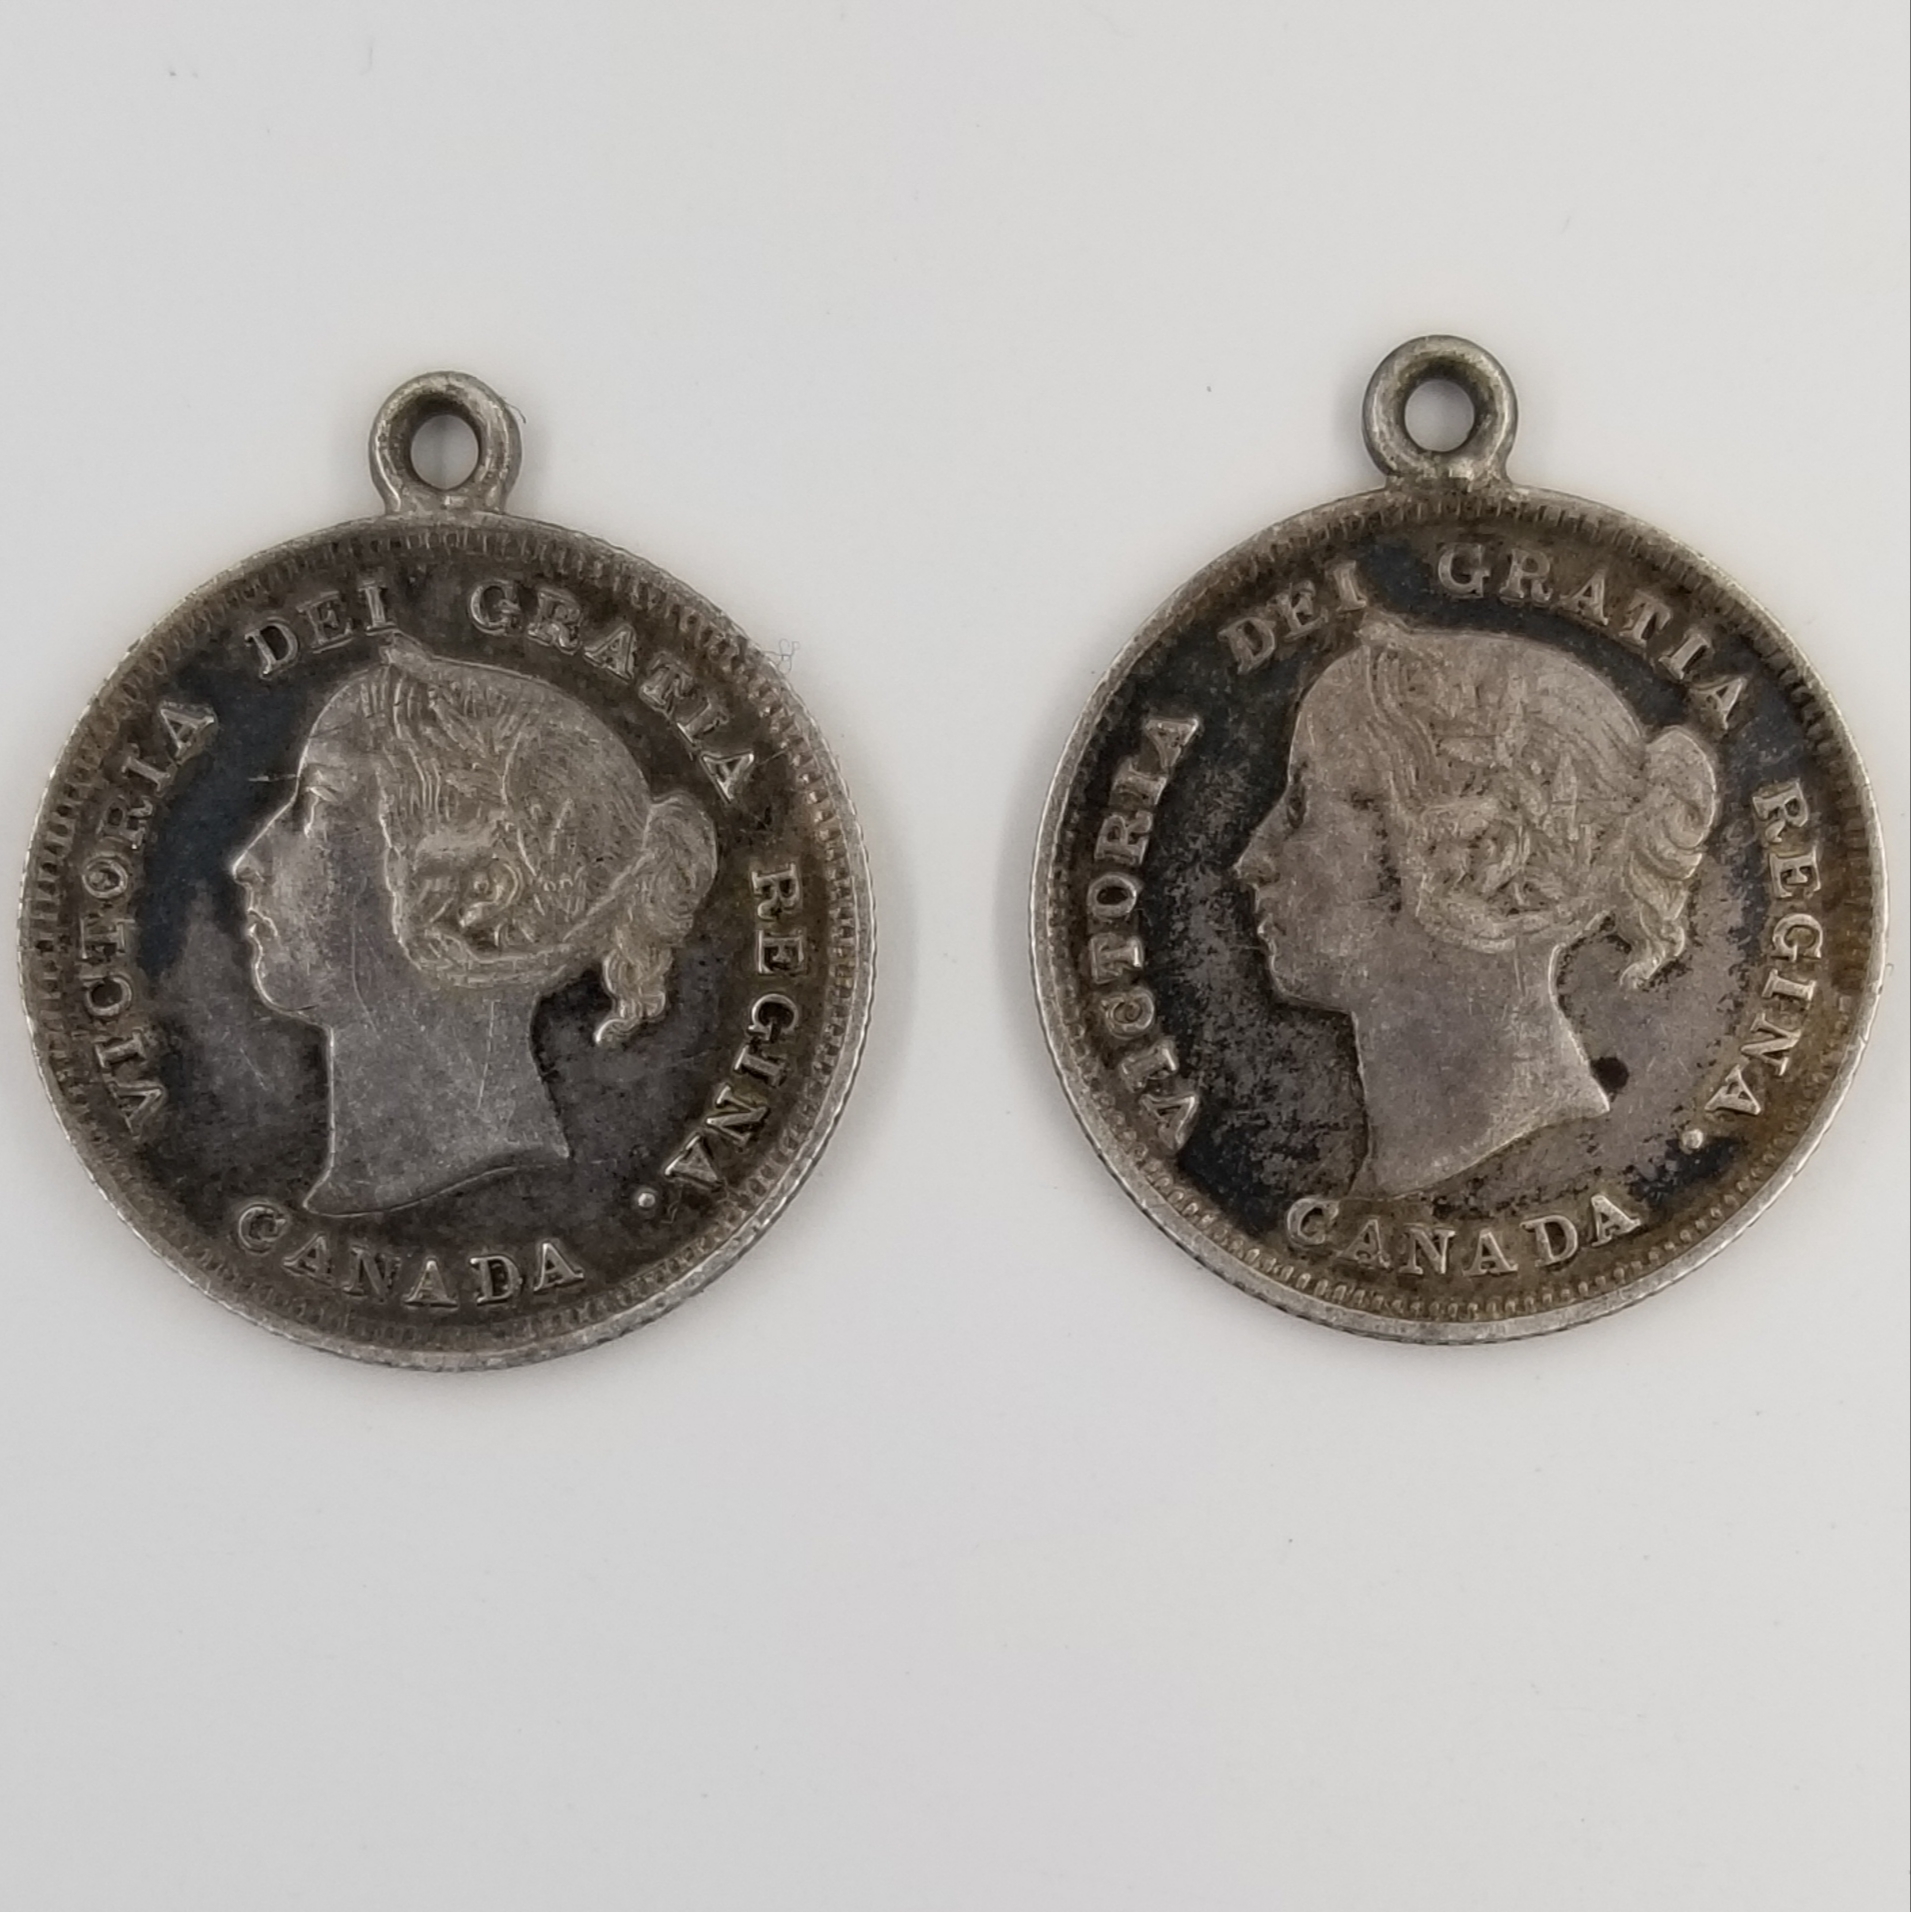 VICTORIA DEI GRATIA REGINA.
CANADA
VICTORIA DEI GRATIA REGINA.
CANADA